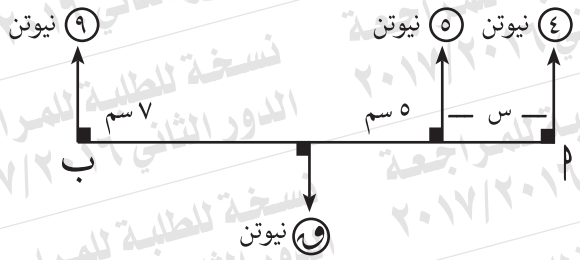 ٤ نيوتن ٥ نيوتن ٩ نيوتن
س ٥ سم ٧ سم
م ب
ق نيوتن
نسخة للطلبة للمراجعة
الدور الثاني ٢٠١٧/٢٠١٦